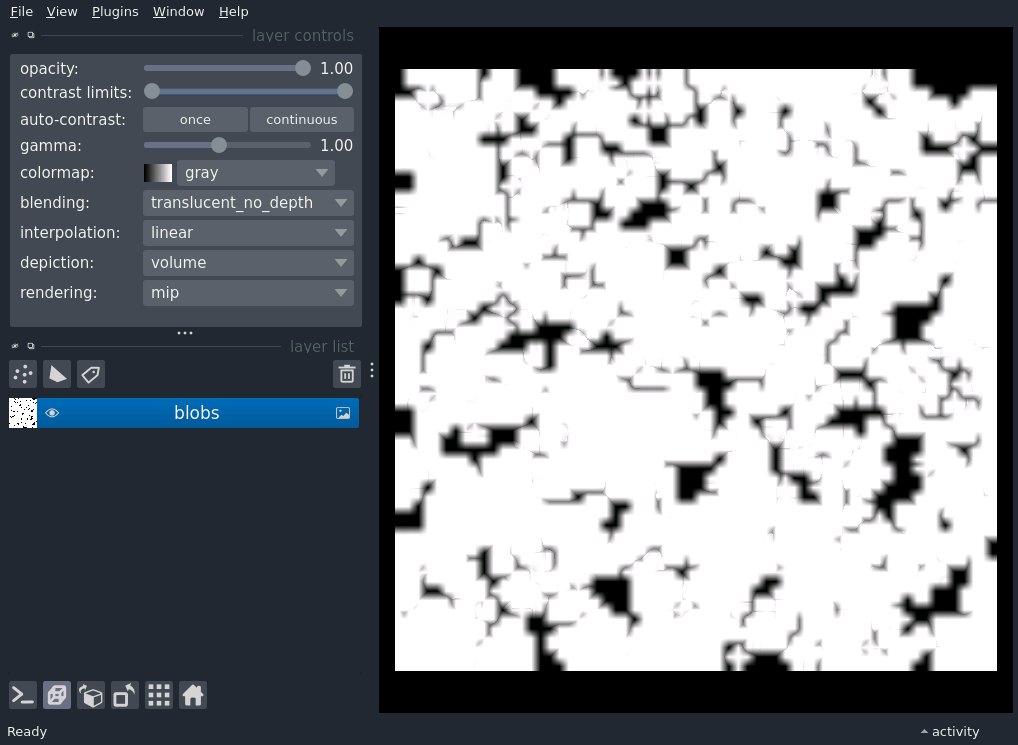 File View Plugins Window Help
layer controls
opacity: 1.00
contrast limits:
auto-contrast: once continuous
gamma: 1.00
colormap: gray
blending: translucent_no_depth
interpolation: linear
depiction: volume
rendering: mip
layer list
blobs
Ready activity